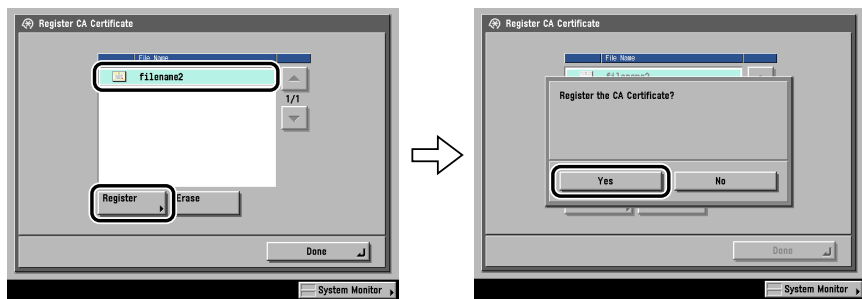 Register CA Certificate
File Name
filename2
1/1
Register
Erase
Done
System Monitor
Register CA Certificate
File Name
filename2
Register the CA Certificate?
Yes
No
Done
System Monitor